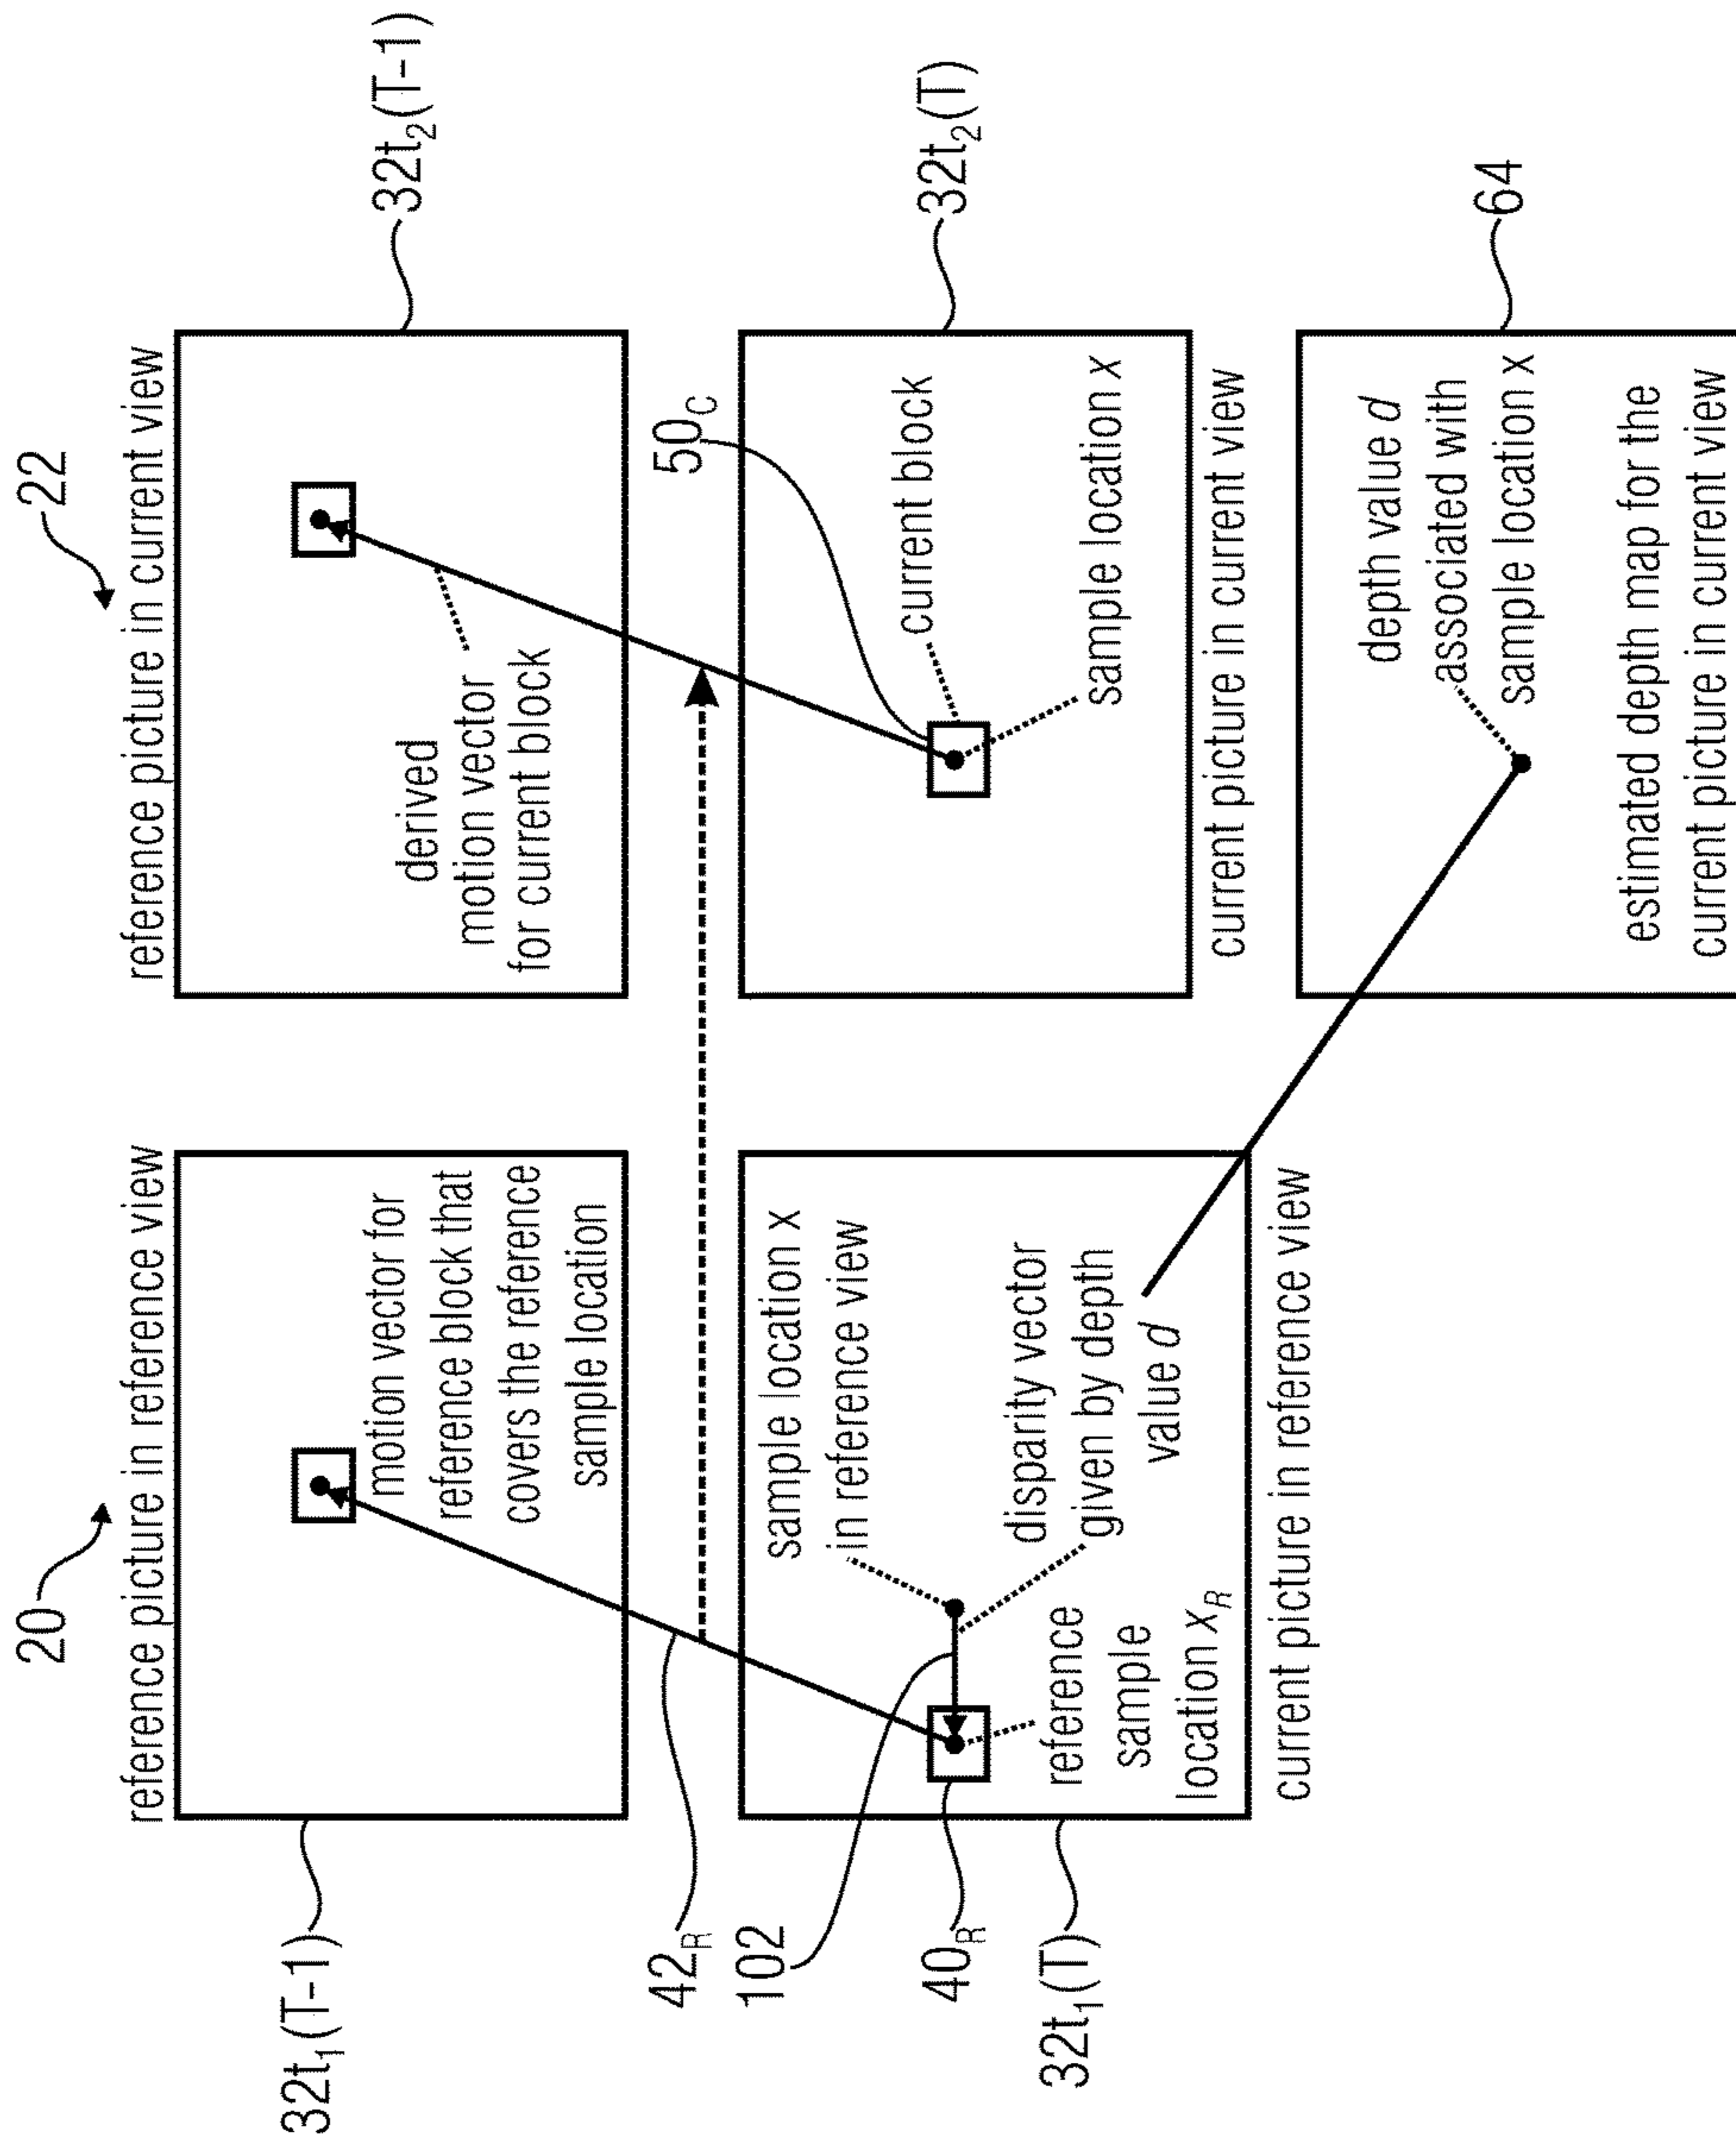 20
22
reference picture in reference view
reference picture in current view
32t₁(T-1)
motion vector for
reference block that
covers the reference
sample location
derived
motion vector
for current block
32t₂(T-1)
42R
102
40R
32t₁(T)
sample location x
in reference view
disparity vector
given by depth
value d
reference
sample
location xR
current picture in reference view
50C
current block
sample location x
32t₂(T)
current picture in current view
depth value d
associated with
sample location x
64
estimated depth map for the
current picture in current view